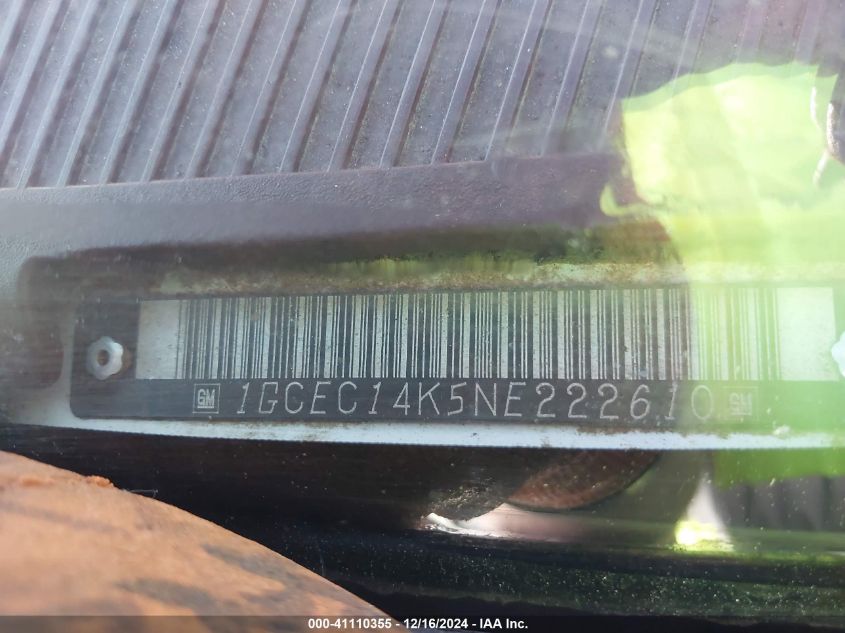 GM 1GCEC14K5NE222610 GM
000-41110355 - 12/16/2024 - IAA Inc.